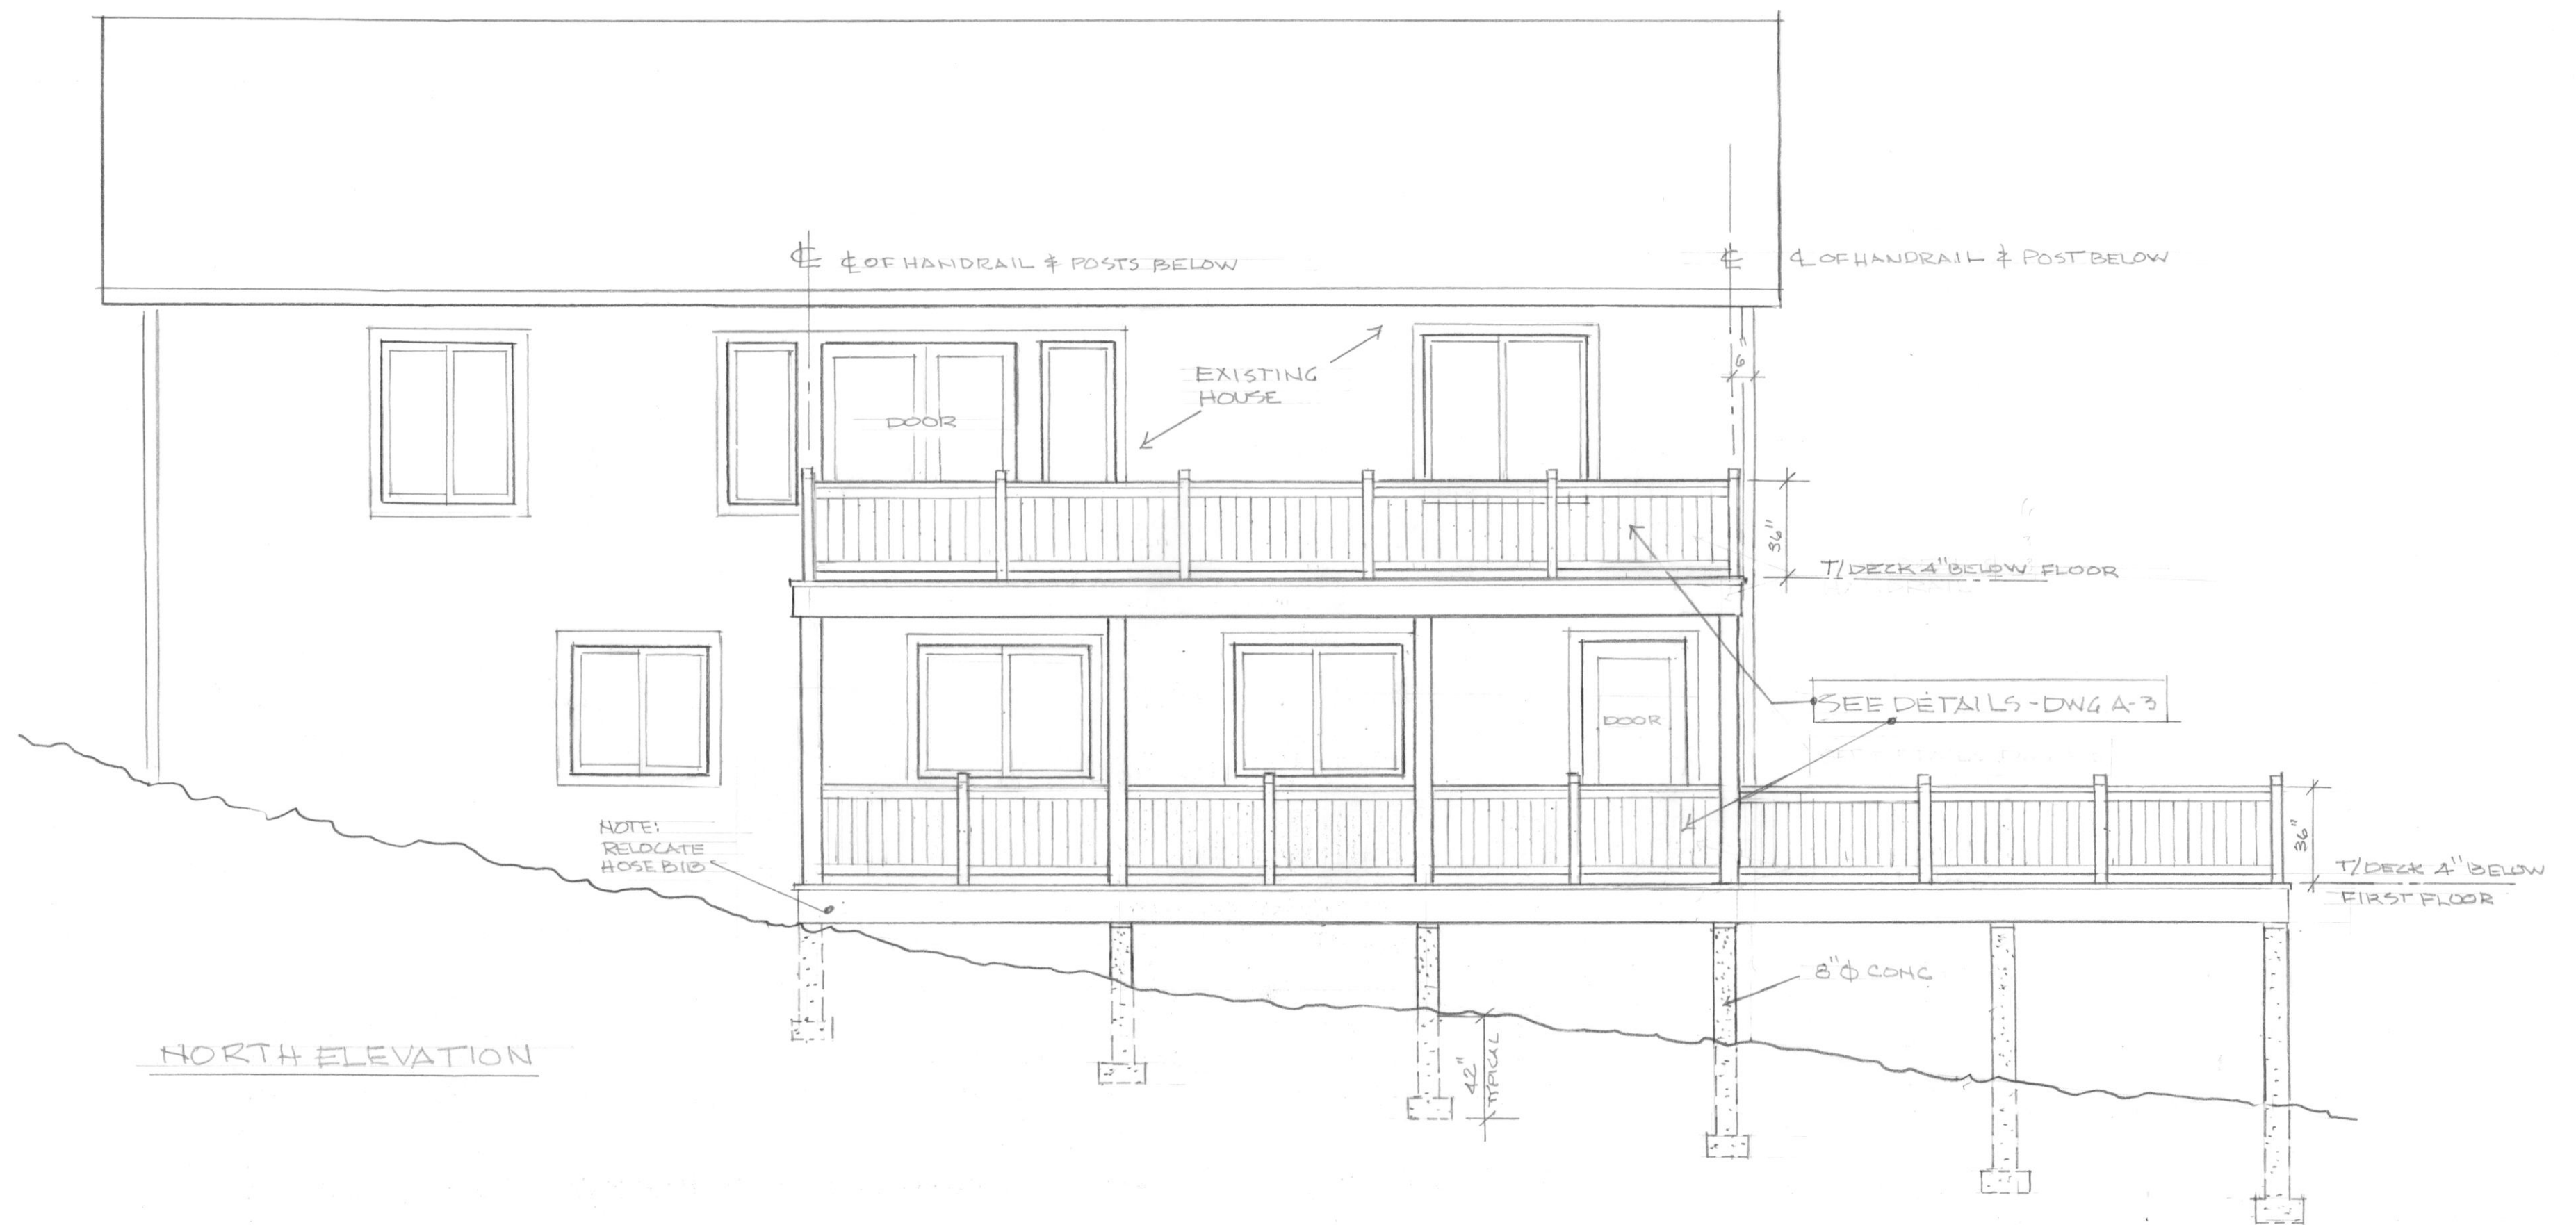 ℄ ℄ OF HANDRAIL & POSTS BELOW
℄ ℄ OF HANDRAIL & POST BELOW
6"
EXISTING
HOUSE
DOOR
36"
T/DECK 4" BELOW FLOOR
SEE DETAILS - DWG A-3
DOOR
NOTE:
RELOCATE
HOSE BIB
36"
T/DECK 4" BELOW
FIRST FLOOR
8"⌀ CONC
NORTH ELEVATION
42"
TYPICAL